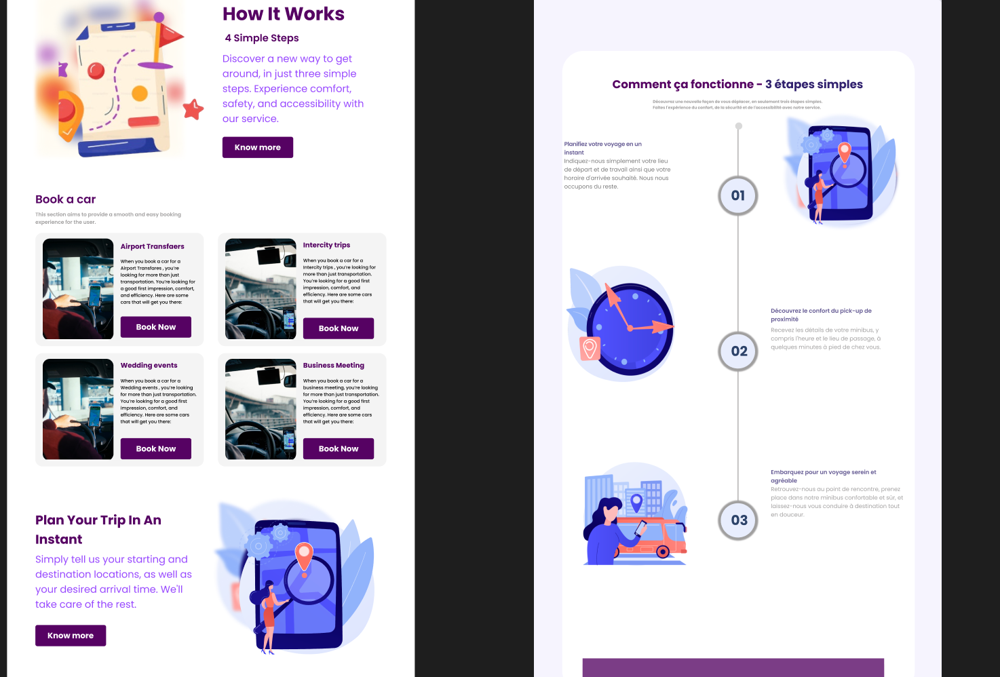 How It Works
4 Simple Steps
Discover a new way to get
around, in just three simple
steps. Experience comfort,
safety, and accessibility with
our service.
Know more
Book a car
This section aims to provide a smooth and easy booking
experience for the user.
Airport Transfaers
When you book a car for a
Airport Transfares , you're
looking for more than just
transportation. You're looking for
a good first impression, comfort,
and efficiency. Here are some
cars that will get you there:
Book Now
Intercity trips
When you book a car for a
Intercity trips , you're looking for
more than just transportation.
You're looking for a good first
impression, comfort, and
efficiency. Here are some cars
that will get you there:
Book Now
Wedding events
When you book a car for a
Wedding events , you're looking
for more than just transportation.
You're looking for a good first
impression, comfort, and
efficiency. Here are some cars
that will get you there:
Book Now
Business Meeting
When you book a car for a
business meeting, you're looking
for more than just transportation.
You're looking for a good first
impression, comfort, and
efficiency. Here are some cars
that will get you there:
Book Now
Plan Your Trip In An
Instant
Simply tell us your starting and
destination locations, as well as
your desired arrival time. We'll
take care of the rest.
Know more
Comment ça fonctionne - 3 étapes simples
Découvrez une nouvelle façon de vous déplacer, en seulement trois étapes simples.
Faites l'expérience du confort, de la sécurité et de l'accessibilité avec notre service.
Planifiez votre voyage en un
instant
Indiquez-nous simplement votre lieu
de départ et de travail ainsi que votre
horaire d'arrivée souhaité. Nous nous
occupons du reste.
01
Découvrez le confort du pick-up de
proximité
Recevez les détails de votre minibus, y
compris l'heure et le lieu de passage, à
quelques minutes à pied de chez vous.
02
Embarquez pour un voyage serein et
agréable
Retrouvez-nous au point de rencontre, prenez
place dans notre minibus confortable et sûr, et
laissez-nous vous conduire à destination tout
en douceur.
03